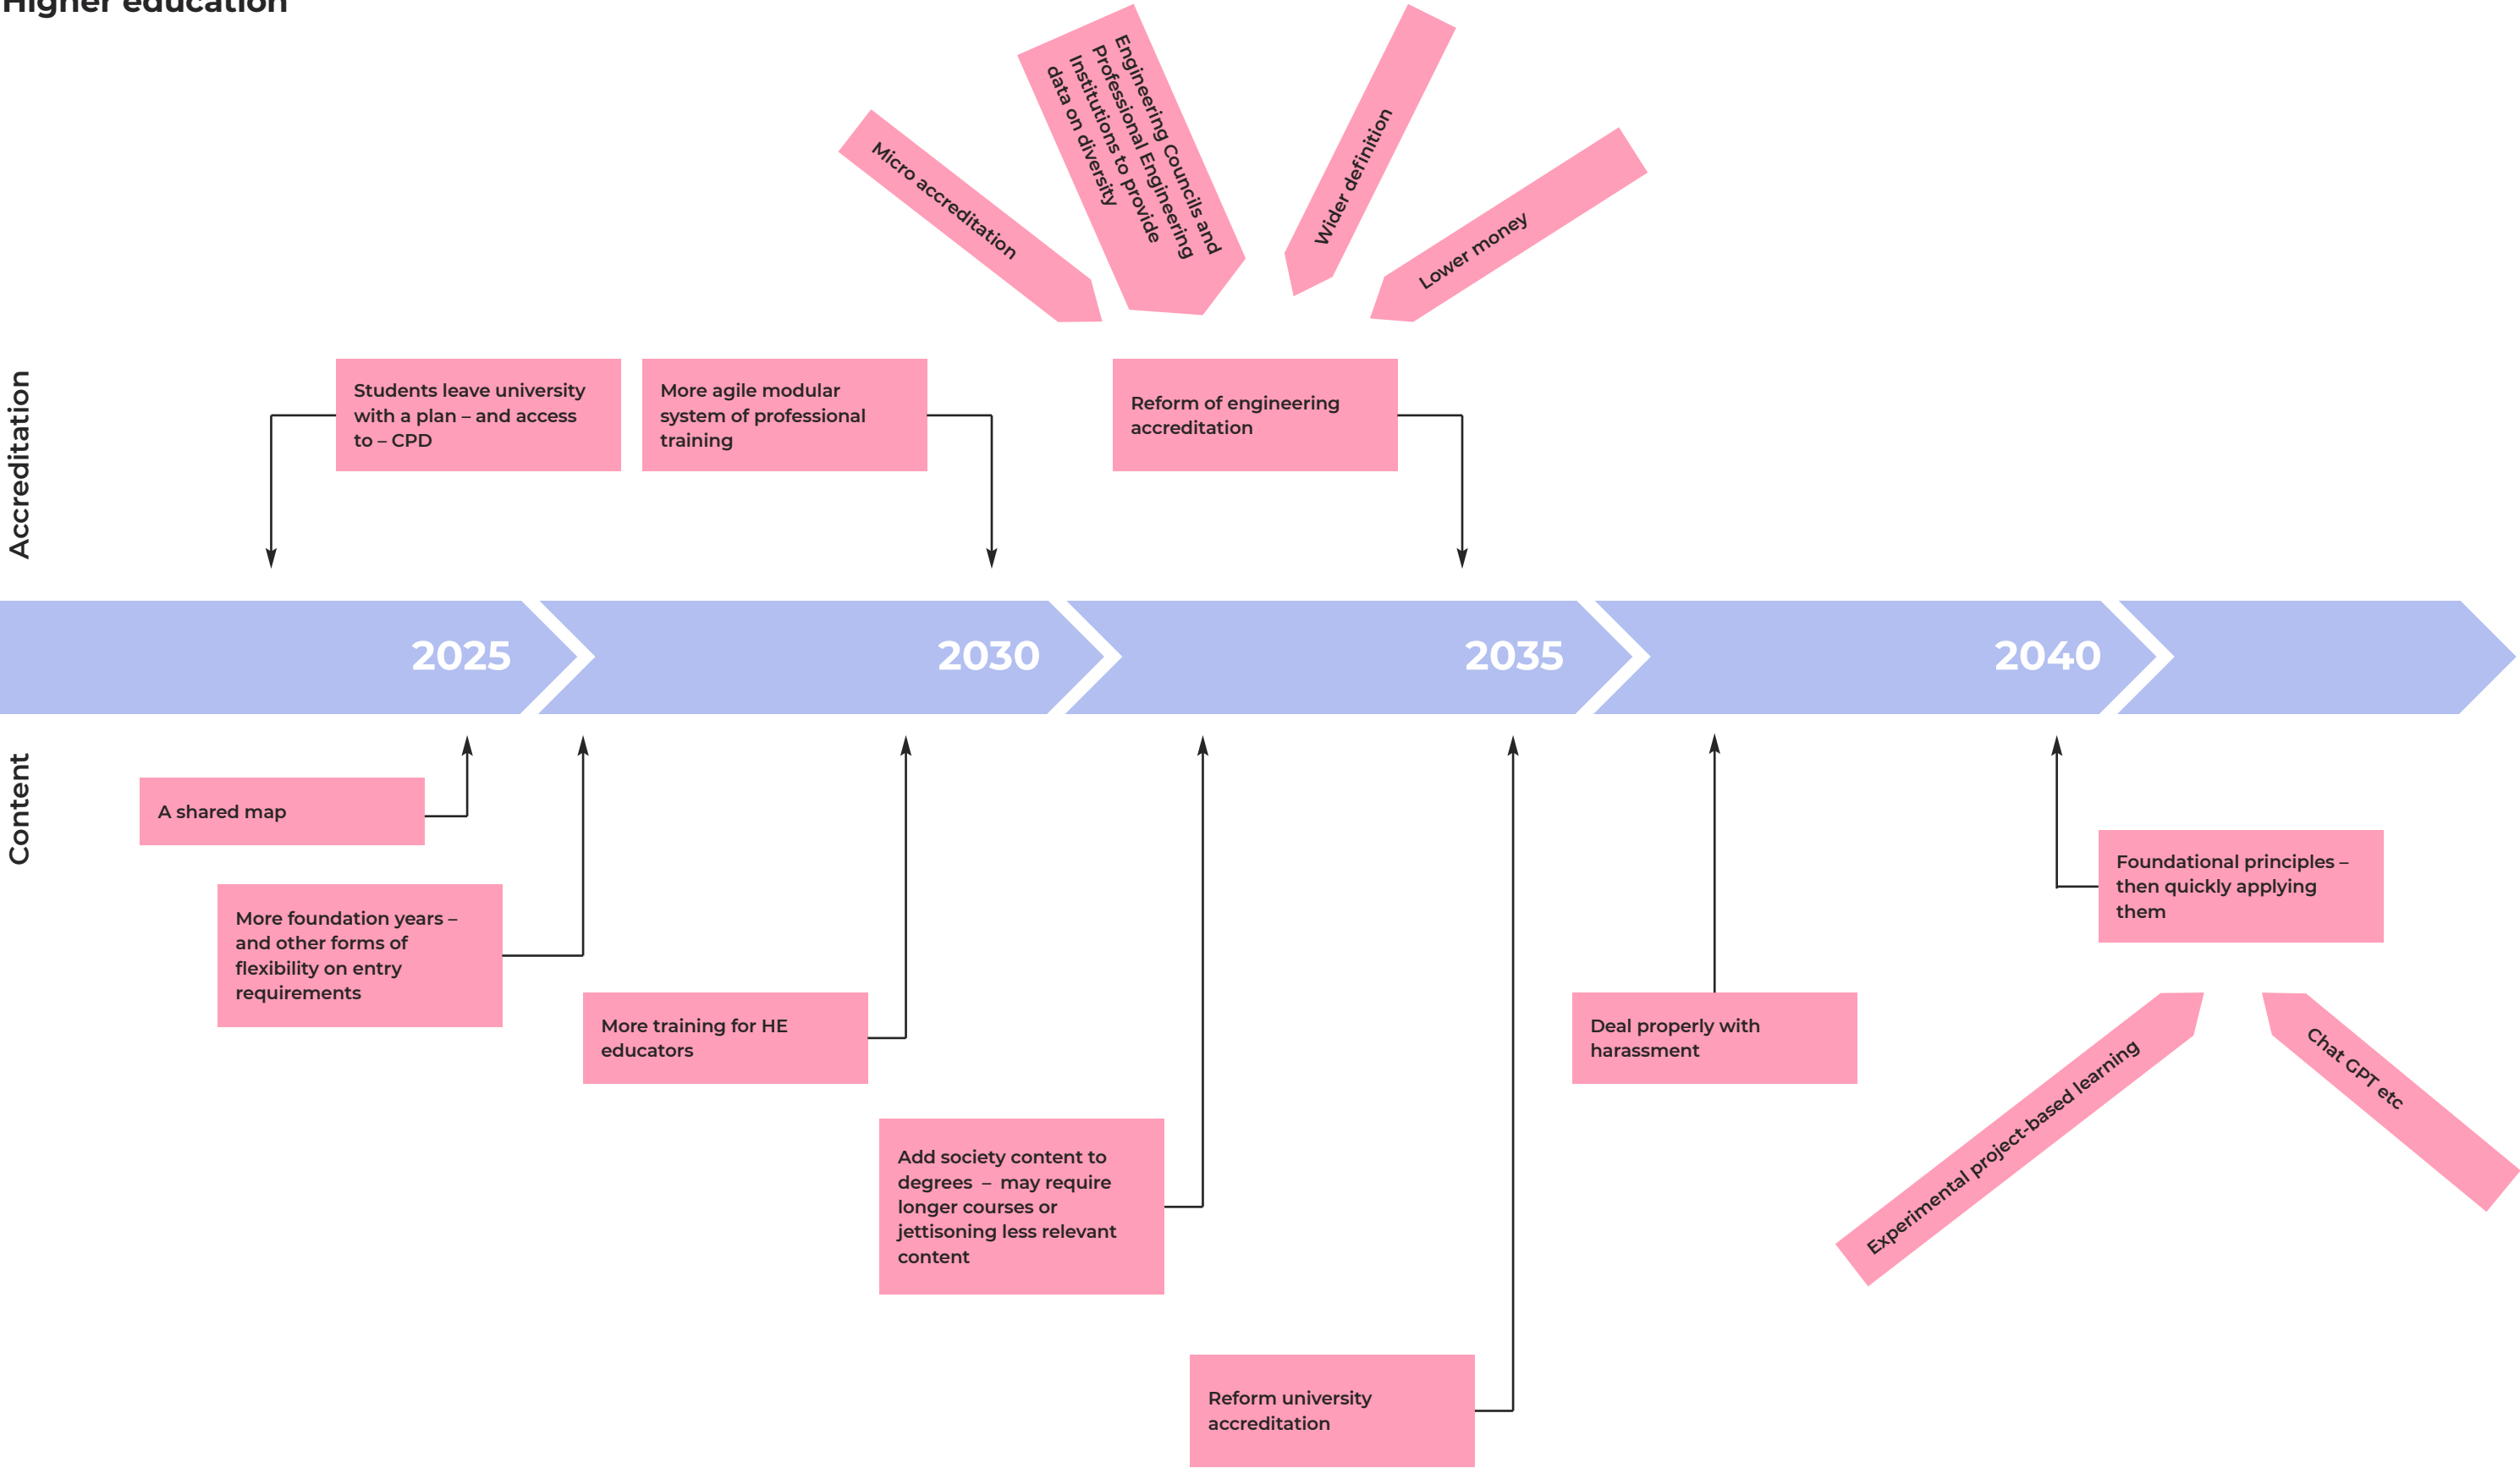 Higher education
Micro accreditation
Engineering Councils and
Professional Engineering
Institutions to provide
data on diversity
Wider definition
Lower money
Accreditation
Students leave university
with a plan – and access
to – CPD
More agile modular
system of professional
training
Reform of engineering
accreditation
2025
2030
2035
2040
Content
A shared map
More foundation years –
and other forms of
flexibility on entry
requirements
More training for HE
educators
Add society content to
degrees – may require
longer courses or
jettisoning less relevant
content
Reform university
accreditation
Deal properly with
harassment
Foundational principles –
then quickly applying
them
Experimental project-based learning
Chat GPT etc